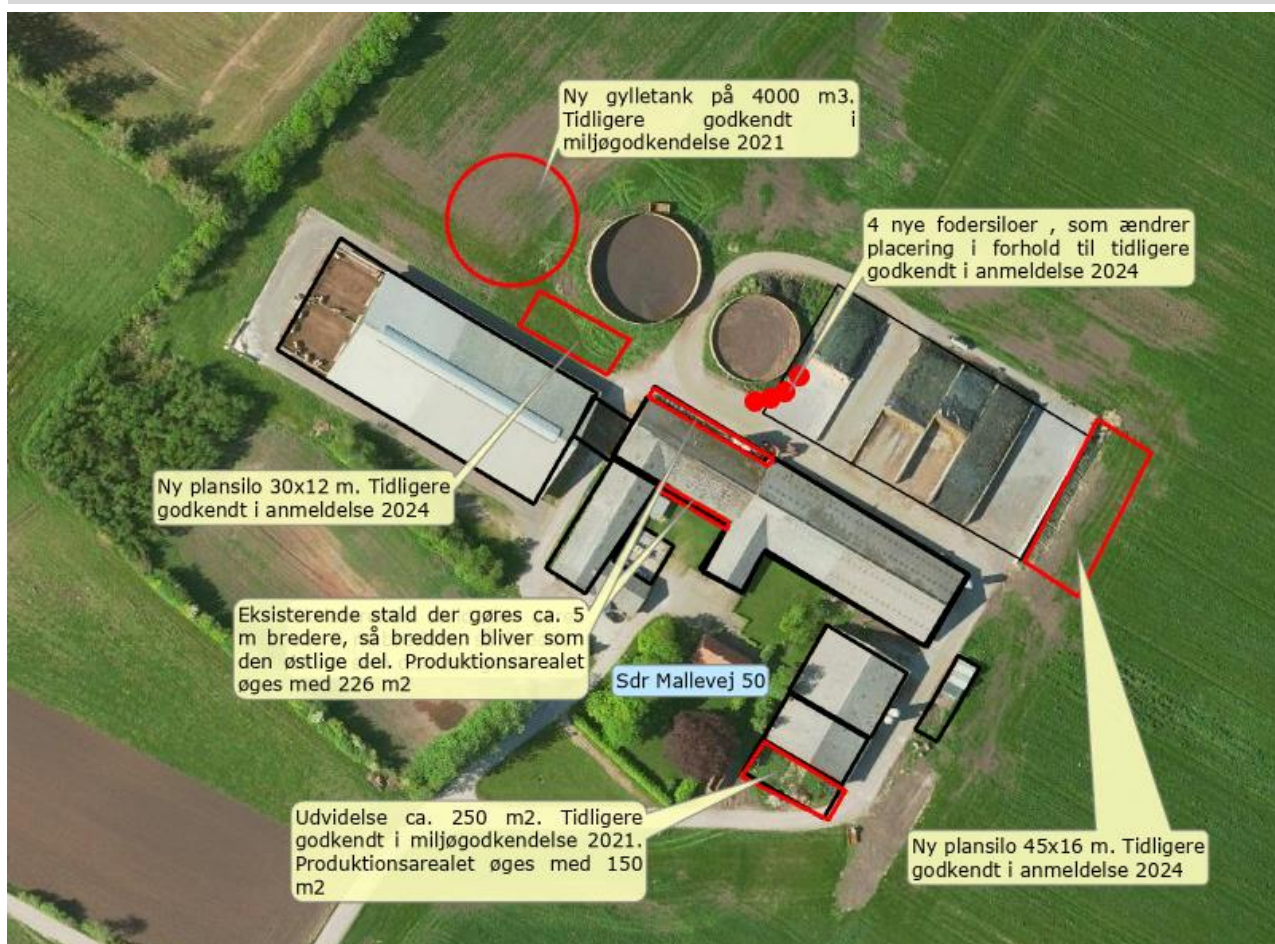 Ny gylletank på 4000 m3.
Tidligere godkendt i
miljøgodkendelse 2021
4 nye fodersiloer , som ændrer
placering i forhold til tidligere
godkendt i anmeldelse 2024
Ny plansilo 30x12 m. Tidligere
godkendt i anmeldelse 2024
Eksisterende stald der gøres ca. 5
m bredere, så bredden bliver som
den østlige del. Produktionsarealet
øges med 226 m2
Sdr Mallevej 50
Udvidelse ca. 250 m2. Tidligere
godkendt i miljøgodkendelse 2021.
Produktionsarealet øges med 150
m2
Ny plansilo 45x16 m. Tidligere
godkendt i anmeldelse 2024